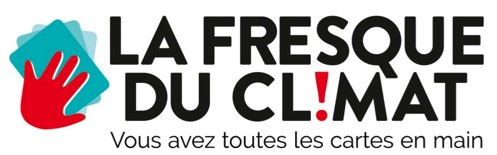 LA FRESQUE
DU CL!MAT
Vous avez toutes les cartes en main